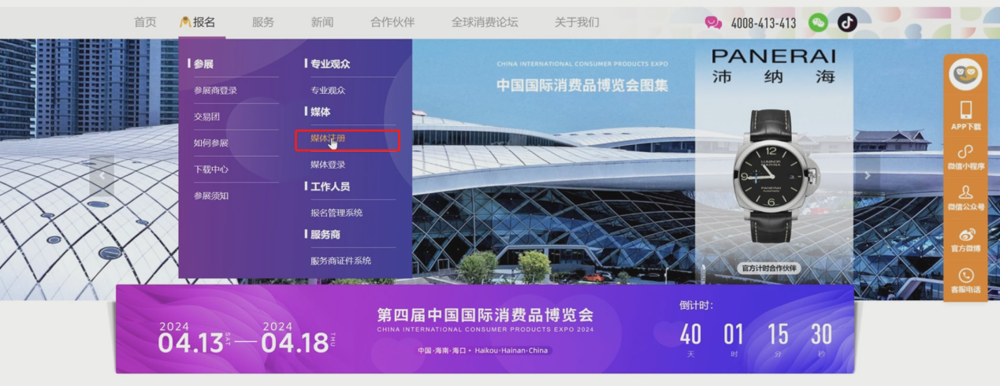 首页 报名 服务 新闻 合作伙伴 全球消费论坛 关于我们 4008-413-413
参展
参展商登录
交易团
如何参展
下载中心
参展须知
专业观众
专业观众
媒体
媒体注册
媒体登录
工作人员
报名管理系统
服务商
服务商证件系统
CHINA INTERNATIONAL CONSUMER PRODUCTS EXPO
中国国际消费品博览会图集
PANERAI
沛纳海
12
LUMINOR
MARINA
9
3
PANERAI
AUTOMATIC
6
官方计时合作伙伴
APP下载
微信小程序
微信公众号
官方微博
客服电话
2024
04.13 SAT
—
2024
04.18 THU
第四届中国国际消费品博览会
CHINA INTERNATIONAL CONSUMER PRODUCTS EXPO 2024
中国·海南·海口 · Haikou·Hainan·China
倒计时：
40 01 15 30
天 时 分 秒